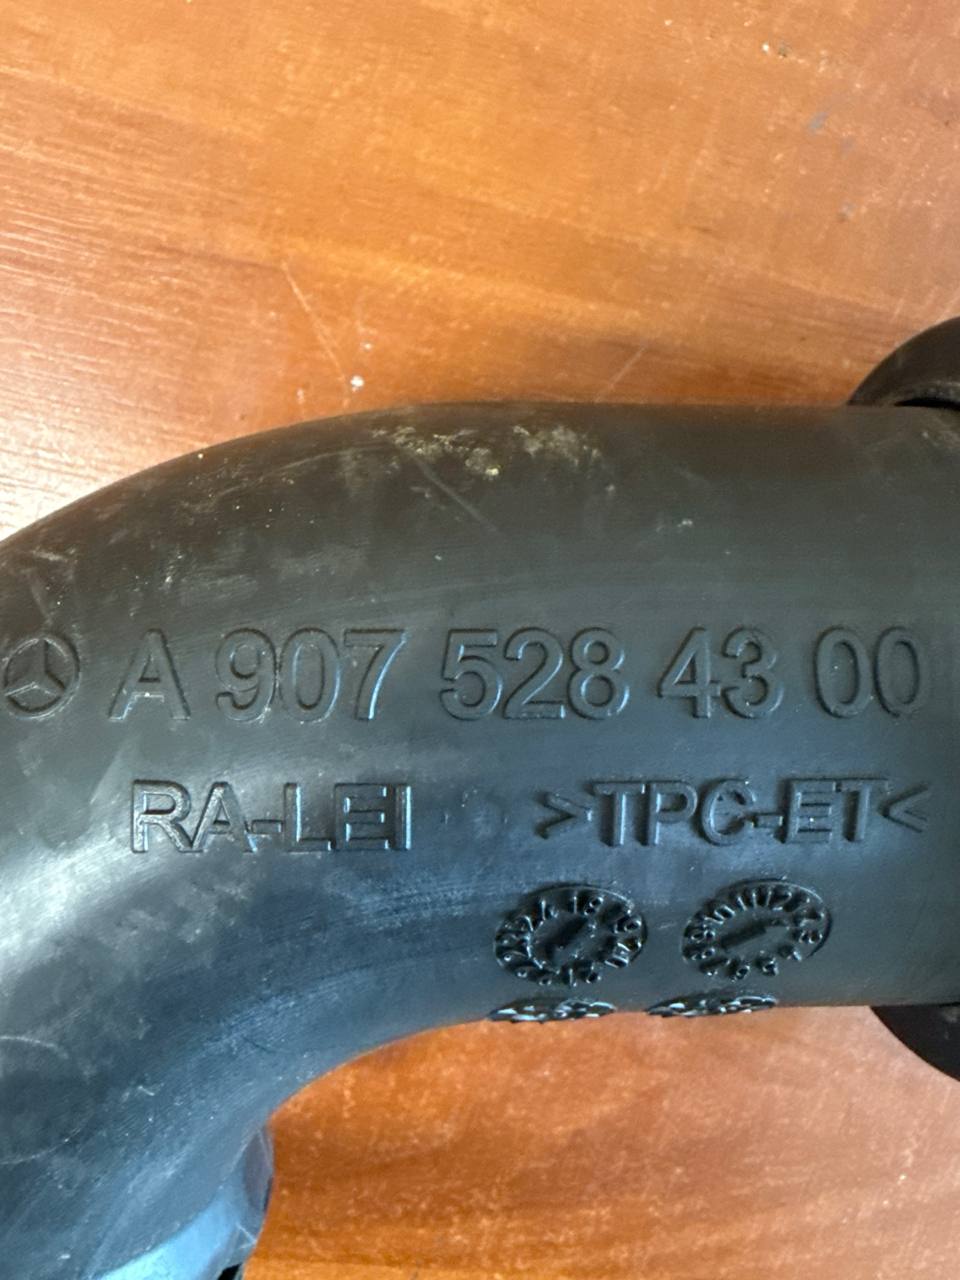 A 907 528 43 00
RA-LEI >TPC-ET<